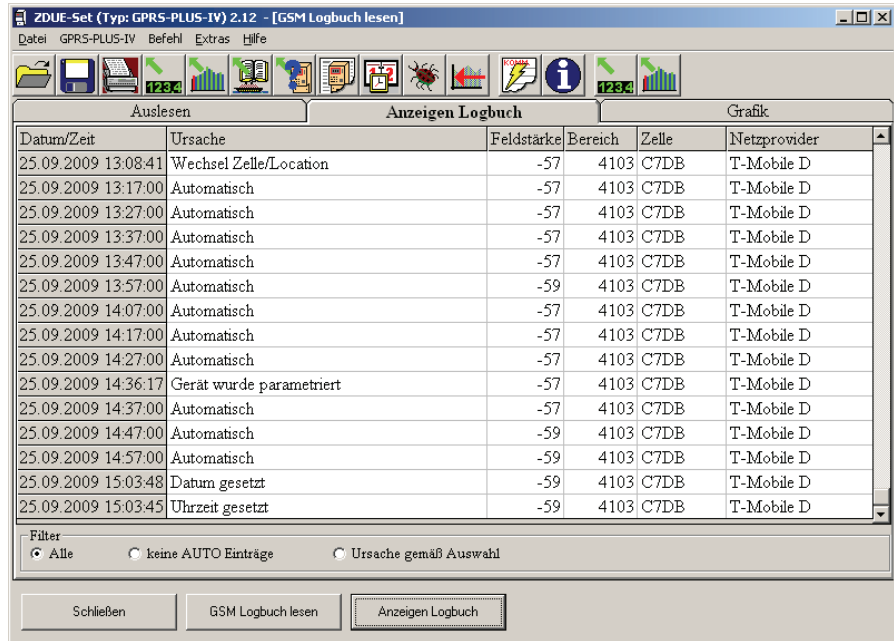 ZDUE-Set (Typ: GPRS-PLUS-IV) 2.12 - [GSM Logbuch lesen]
Datei GPRS-PLUS-IV Befehl Extras Hilfe
1234 KOMM. 1234
Auslesen Anzeigen Logbuch Grafik
Datum/Zeit Ursache Feldstärke Bereich Zelle Netzprovider
25.09.2009 13:08:41 Wechsel Zelle/Location -57 4103 C7DB T-Mobile D
25.09.2009 13:17:00 Automatisch -57 4103 C7DB T-Mobile D
25.09.2009 13:27:00 Automatisch -57 4103 C7DB T-Mobile D
25.09.2009 13:37:00 Automatisch -57 4103 C7DB T-Mobile D
25.09.2009 13:47:00 Automatisch -57 4103 C7DB T-Mobile D
25.09.2009 13:57:00 Automatisch -59 4103 C7DB T-Mobile D
25.09.2009 14:07:00 Automatisch -57 4103 C7DB T-Mobile D
25.09.2009 14:17:00 Automatisch -57 4103 C7DB T-Mobile D
25.09.2009 14:27:00 Automatisch -57 4103 C7DB T-Mobile D
25.09.2009 14:36:17 Gerät wurde parametriert -57 4103 C7DB T-Mobile D
25.09.2009 14:37:00 Automatisch -57 4103 C7DB T-Mobile D
25.09.2009 14:47:00 Automatisch -59 4103 C7DB T-Mobile D
25.09.2009 14:57:00 Automatisch -59 4103 C7DB T-Mobile D
25.09.2009 15:03:48 Datum gesetzt -59 4103 C7DB T-Mobile D
25.09.2009 15:03:45 Uhrzeit gesetzt -59 4103 C7DB T-Mobile D
Filter
Alle keine AUTO Einträge Ursache gemäß Auswahl
Schließen GSM Logbuch lesen Anzeigen Logbuch